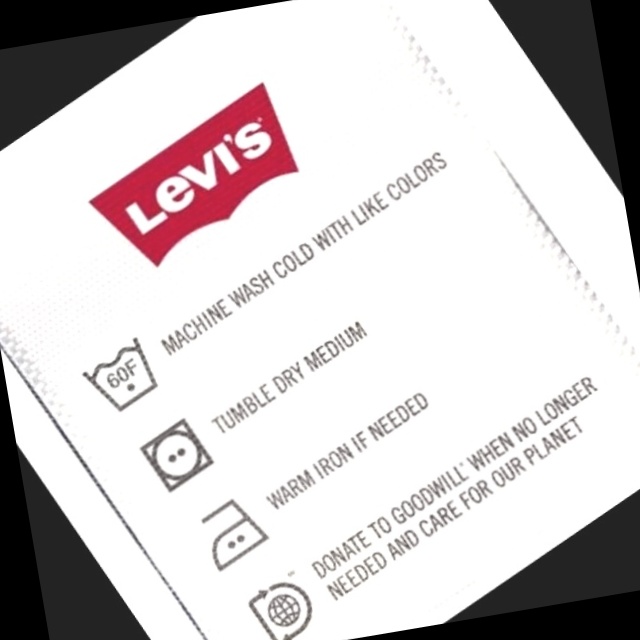 LEVI'S
MACHINE WASH COLD WITH LIKE COLORS
60F
TUMBLE DRY MEDIUM
WARM IRON IF NEEDED
DONATE TO GOODWILL® WHEN NO LONGER
NEEDED AND CARE FOR OUR PLANET